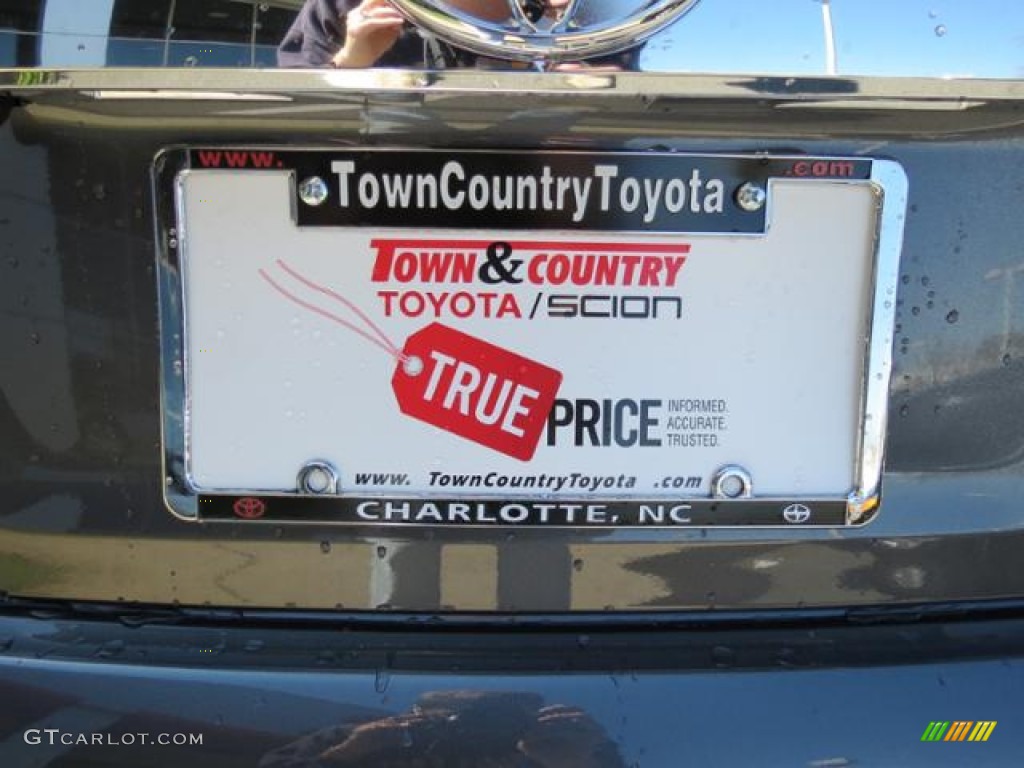 www. .com
TownCountryToyota
TOWN & COUNTRY
TOYOTA/SCION
TRUE PRICE
INFORMED.
ACCURATE.
TRUSTED.
www. TownCountryToyota .com
CHARLOTTE, NC
GTCARLOT.COM